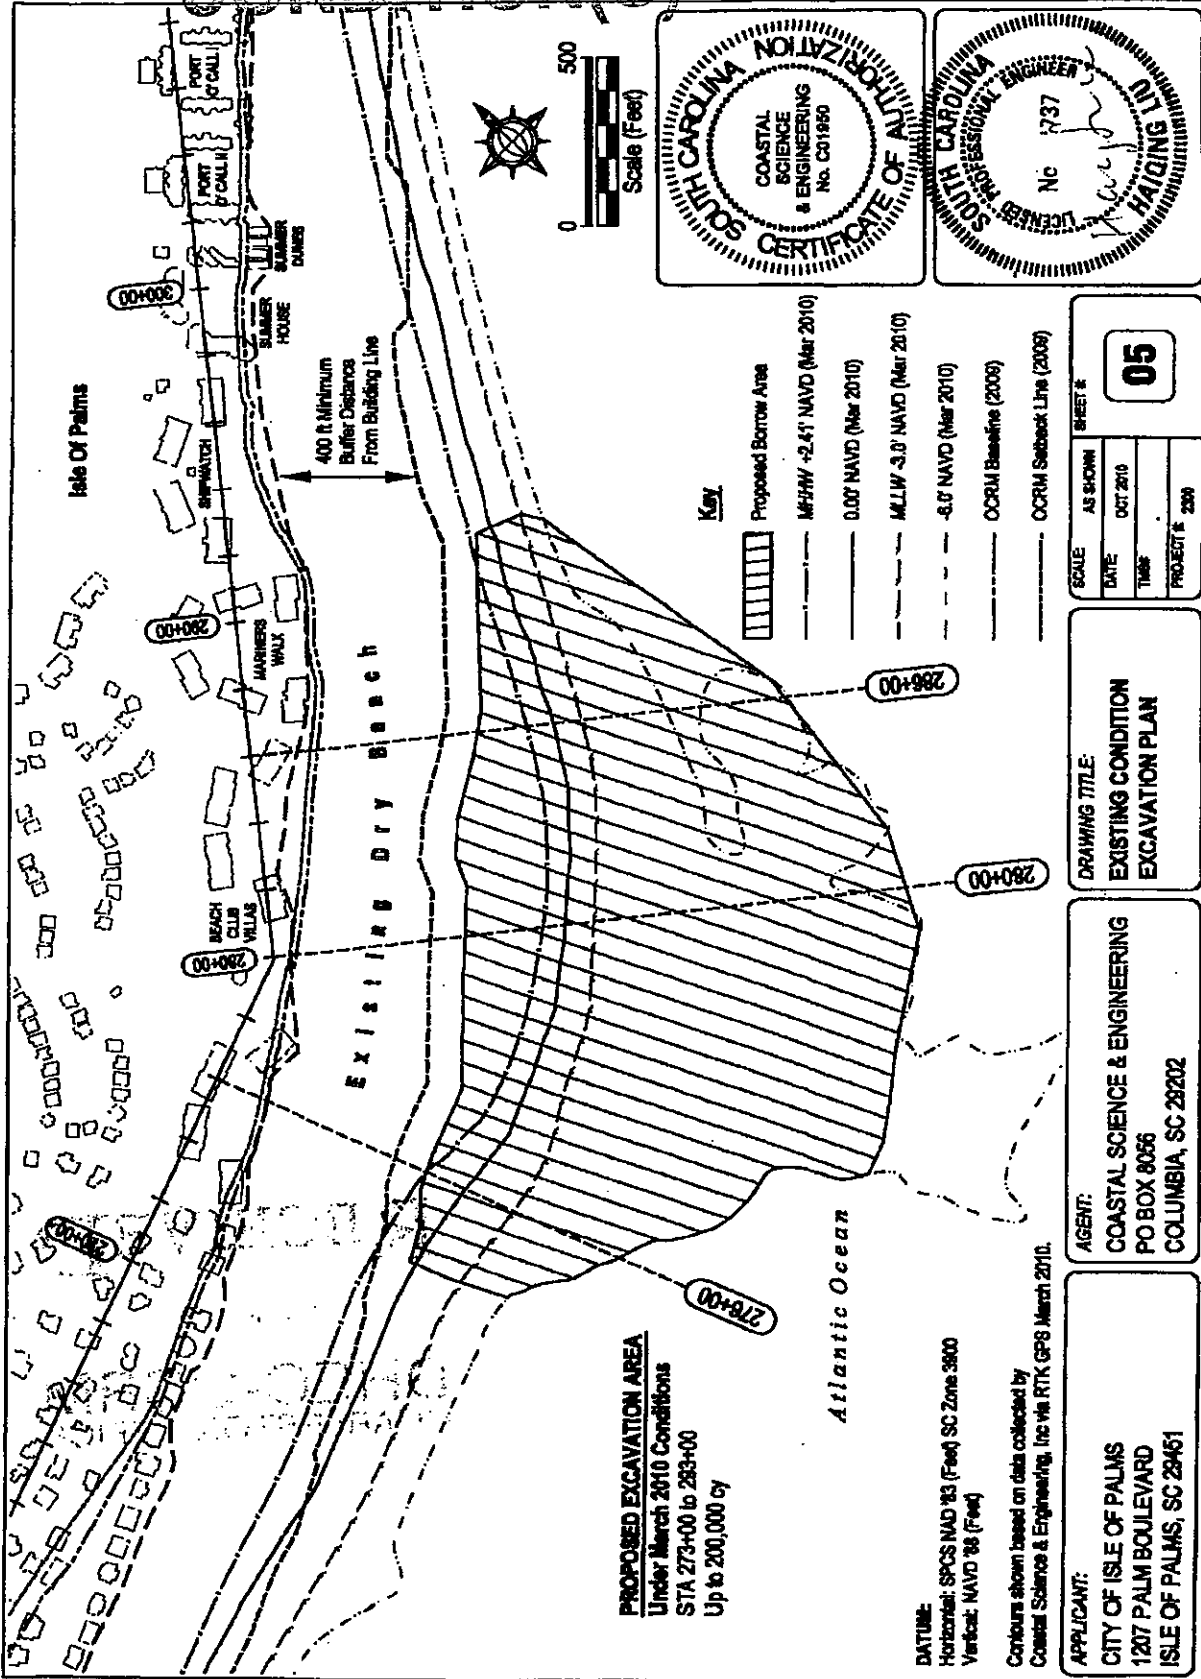 Isle Of Palms
PORT
O'CALL I
PORT
O'CALL II
SUMMER
DUNES
SUMMER
HOUSE
300+00
SHIPWATCH
290+00
MARINERS
WALK
BEACH
CLUB
VILLAS
280+00
400 ft Minimum
Buffer Distance
From Building Line
Existing Dry Beach
286+00
280+00
276+00
Atlantic Ocean
0
500
Scale (Feet)
PROPOSED EXCAVATION AREA
Under March 2010 Conditions
STA 273+00 to 293+00
Up to 200,000 cy
DATUM:
Horizontal: SPCS NAD '83 (Feet) SC Zone 3900
Vertical: NAVD '88 (Feet)
Contours shown based on data collected by
Coastal Science & Engineering, Inc via RTK GPS March 2010.
Key
Proposed Borrow Area
MHHW +2.41' NAVD (Mar 2010)
0.00' NAVD (Mar 2010)
MLLW -3.0' NAVD (Mar 2010)
-6.0' NAVD (Mar 2010)
OCRM Baseline (2009)
OCRM Setback Line (2009)
SOUTH CAROLINA
CERTIFICATE OF AUTHORIZATION
COASTAL
SCIENCE
& ENGINEERING
No. C01950
SOUTH CAROLINA
LICENSED PROFESSIONAL ENGINEER
HAIQING LIU
APPLICANT:
CITY OF ISLE OF PALMS
1207 PALM BOULEVARD
ISLE OF PALMS, SC 29451
AGENT:
COASTAL SCIENCE & ENGINEERING
PO BOX 8056
COLUMBIA, SC 29202
DRAWING TITLE:
EXISTING CONDITION
EXCAVATION PLAN
SCALE: AS SHOWN
DATE: OCT 2010
PROJECT #: 2300
SHEET #:
05